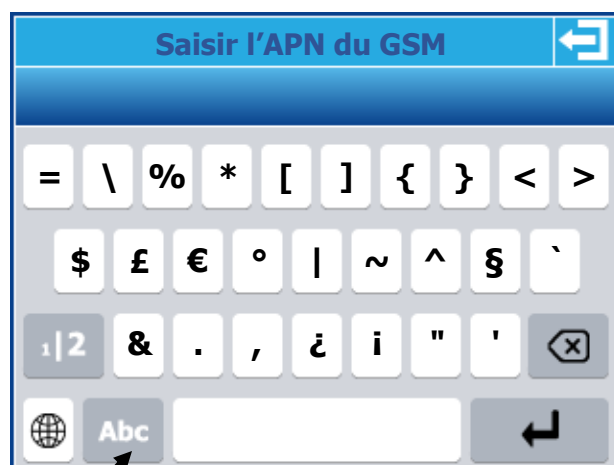 Saisir l’APN du GSM
= \ % * [ ] { } < >
$ £ € ° | ~ ^ § `
1|2 & . , ¿ ¡ " '
Abc